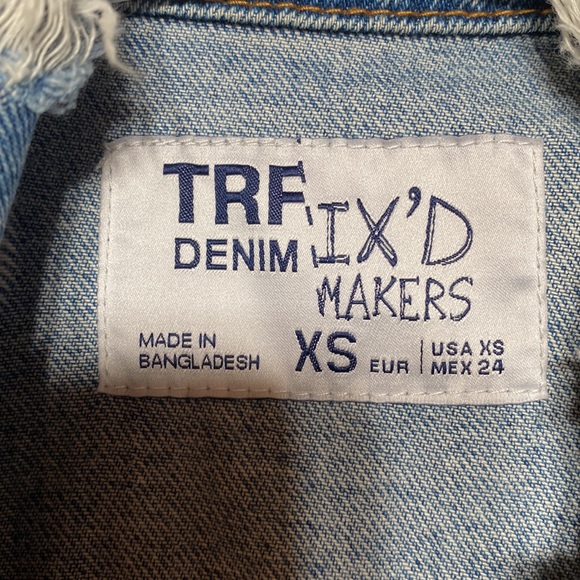 TRF
DENIM
IX'D
MAKERS
MADE IN
BANGLADESH
XS EUR
USA XS
MEX 24